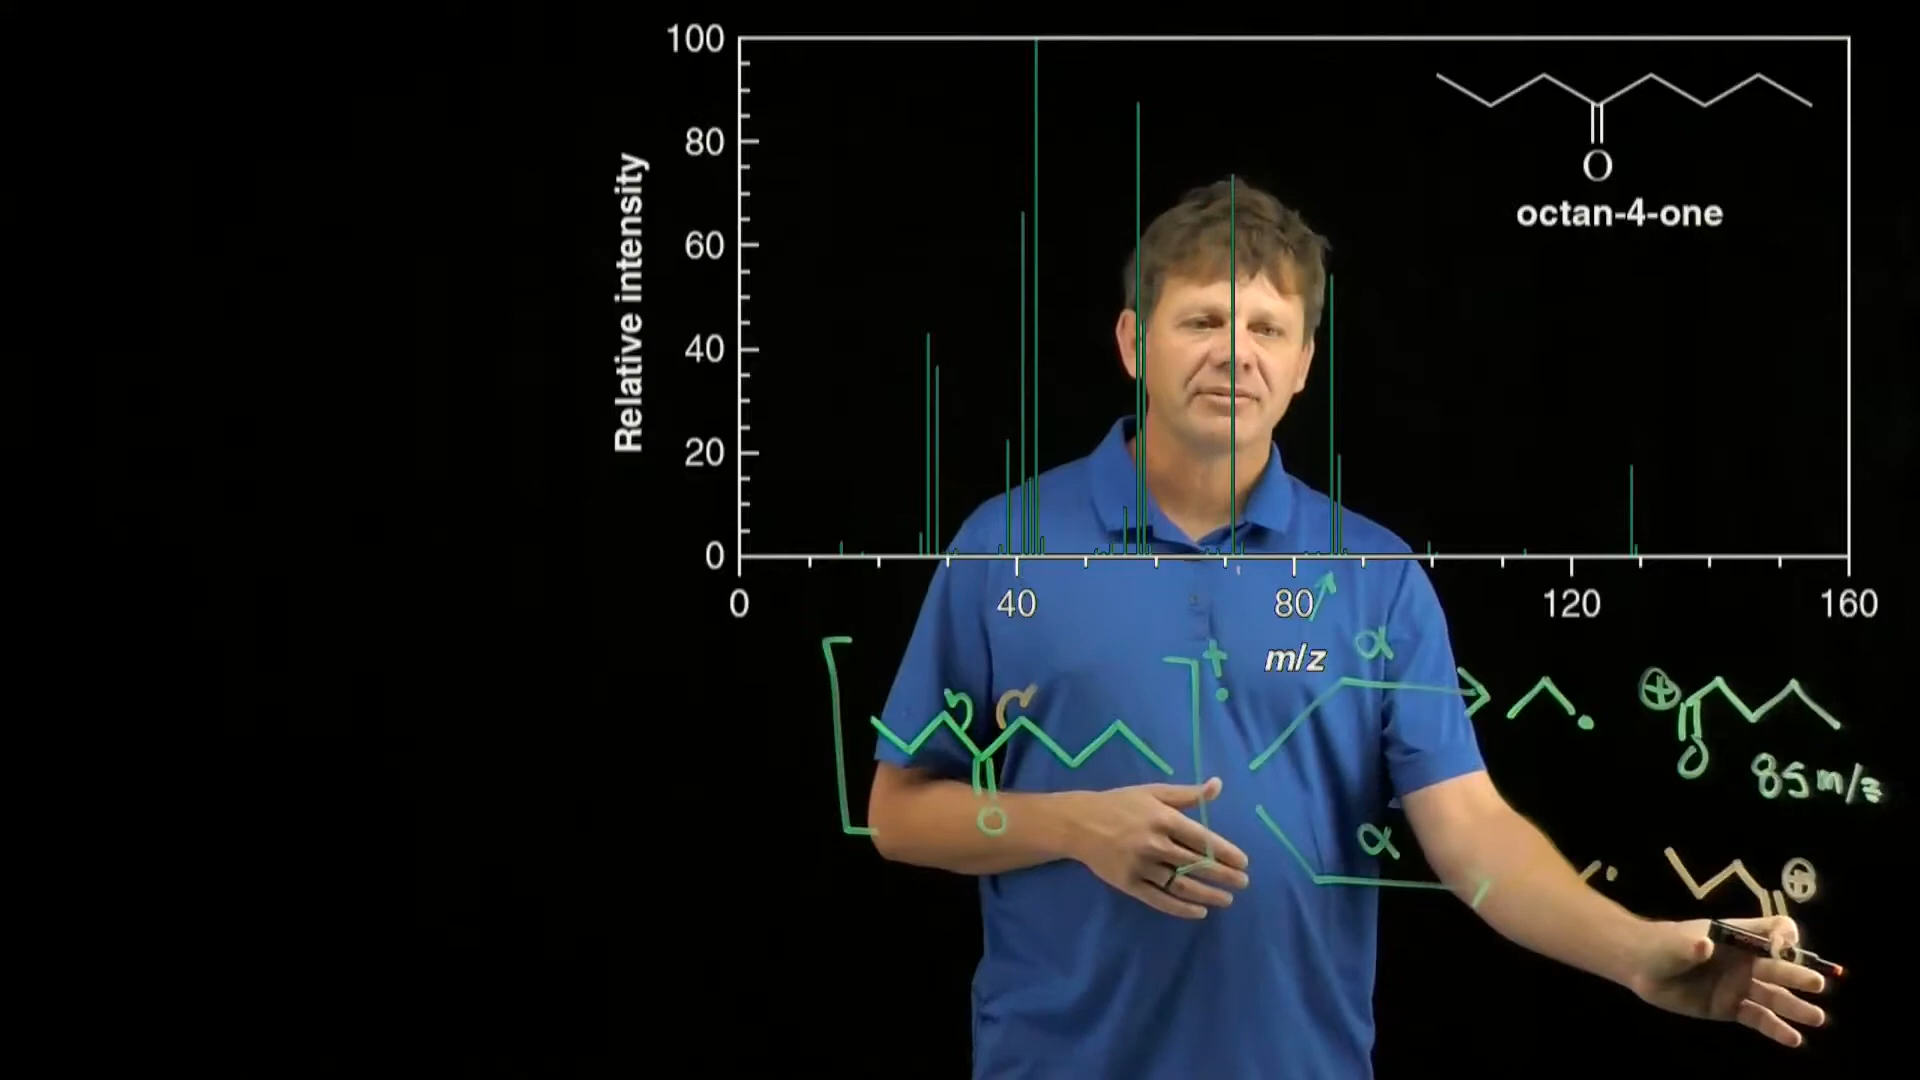 100
80
60
40
20
0
Relative intensity
O
octan-4-one
0 40 80 120 160
m/z
α
+
O
O
85 m/z
α
+